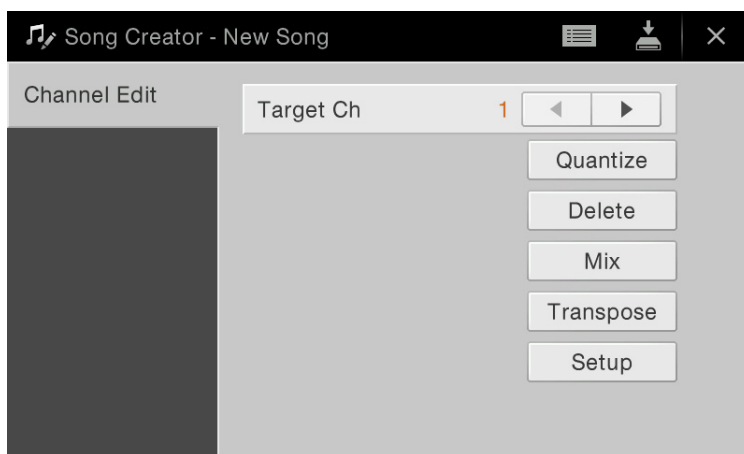 Song Creator - New Song
Channel Edit
Target Ch 1
Quantize
Delete
Mix
Transpose
Setup